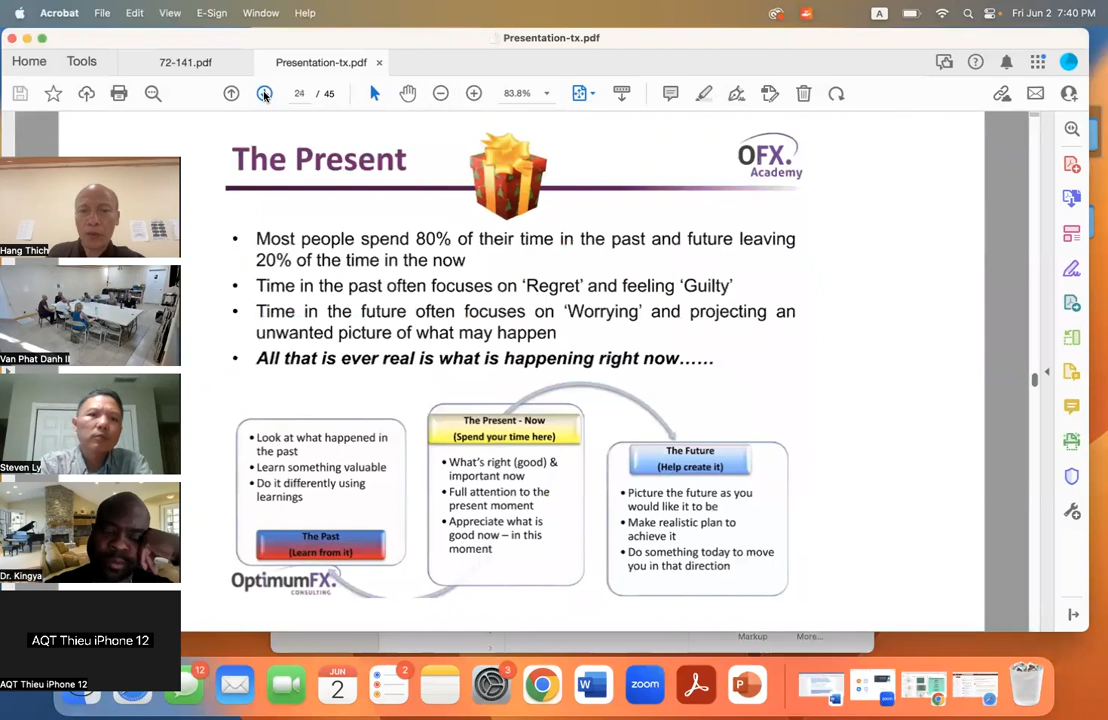 Acrobat File Edit View E-Sign Window Help
A
Fri Jun 2 7:40 PM
Presentation-tx.pdf
Home Tools 72-141.pdf Presentation-tx.pdf ×
24 / 45 83.8%
The Present
OFX.
Academy
• Most people spend 80% of their time in the past and future leaving
20% of the time in the now
• Time in the past often focuses on ‘Regret’ and feeling ‘Guilty’
• Time in the future often focuses on ‘Worrying’ and projecting an
unwanted picture of what may happen
• All that is ever real is what is happening right now……
• Look at what happened in
the past
• Learn something valuable
• Do it differently using
learnings
The Past
(Learn from it)
The Present - Now
(Spend your time here)
• What’s right (good) &
important now
• Full attention to the
present moment
• Appreciate what is
good now – in this
moment
The Future
(Help create it)
• Picture the future as you
would like it to be
• Make realistic plan to
achieve it
• Do something today to move
you in that direction
OptimumFX.
CONSULTING
Hang Thich
Van Phat Danh II
Steven Ly
Dr. Kingya
AQT Thieu iPhone 12
AQT Thieu iPhone 12
Markup More...
12
JUN
2
2
3
W
zoom
P